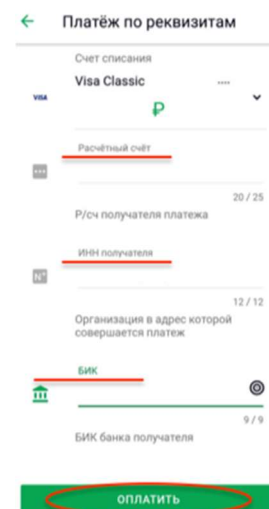 ← Платёж по реквизитам
Счет списания
Visa Classic ....
VISA
₽
Расчётный счёт
20 / 25
Р/сч получателя платежа
ИНН получателя
N°
12 / 12
Организация в адрес которой
совершается платеж
БИК
9 / 9
БИК банка получателя
ОПЛАТИТЬ